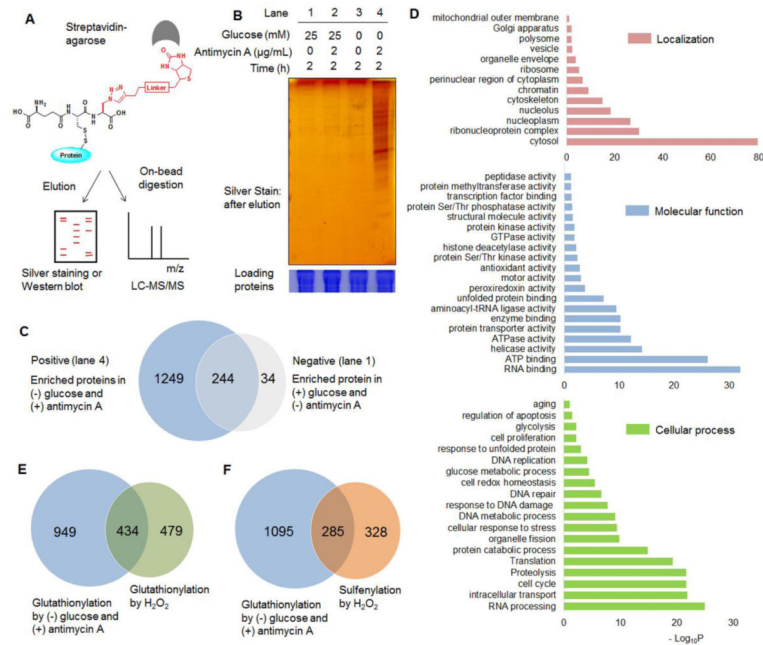 A
Streptavidin-
agarose
Linker
HO
NH₂
O
H
N
N
H
O
OH
S
S
Protein
Elution
On-bead
digestion
m/z
Silver staining or
Western blot
LC-MS/MS
B
Lane 1 2 3 4
Glucose (mM) 25 25 0 0
Antimycin A (µg/mL) 0 2 0 2
Time (h) 2 2 2 2
Silver Stain:
after elution
Loading
proteins
C
Positive (lane 4)
Enriched proteins in
(-) glucose and
(+) antimycin A
1249 244 34
Negative (lane 1)
Enriched protein in
(+) glucose and
(-) antimycin A
D
mitochondrial outer membrane
Golgi apparatus
polysome
vesicle
organelle envelope
ribosome
perinuclear region of cytoplasm
chromatin
cytoskeleton
nucleolus
nucleoplasm
ribonucleoprotein complex
cytosol
Localization
0 20 40 60 80
peptidase activity
protein methyltransferase activity
transcription factor binding
protein Ser/Thr phosphatase activity
structural molecule activity
protein kinase activity
GTPase activity
histone deacetylase activity
protein Ser/Thr kinase activity
antioxidant activity
motor activity
peroxiredoxin activity
unfolded protein binding
aminoacyl-tRNA ligase activity
enzyme binding
protein transporter activity
ATPase activity
helicase activity
ATP binding
RNA binding
Molecular function
0 10 20 30
aging
regulation of apoptosis
glycolysis
cell proliferation
response to unfolded protein
DNA replication
glucose metabolic process
cell redox homeostasis
DNA repair
response to DNA damage
DNA metabolic process
cellular response to stress
organelle fission
protein catabolic process
Translation
Proteolysis
cell cycle
intracellular transport
RNA processing
Cellular process
0 10 20 30
- Log₁₀P
E
949 434 479
Glutathionylation
by (-) glucose and
(+) antimycin A
Glutathionylation
by H₂O₂
F
1095 285 328
Glutathionylation
by (-) glucose and
(+) antimycin A
Sulfenylation
by H₂O₂